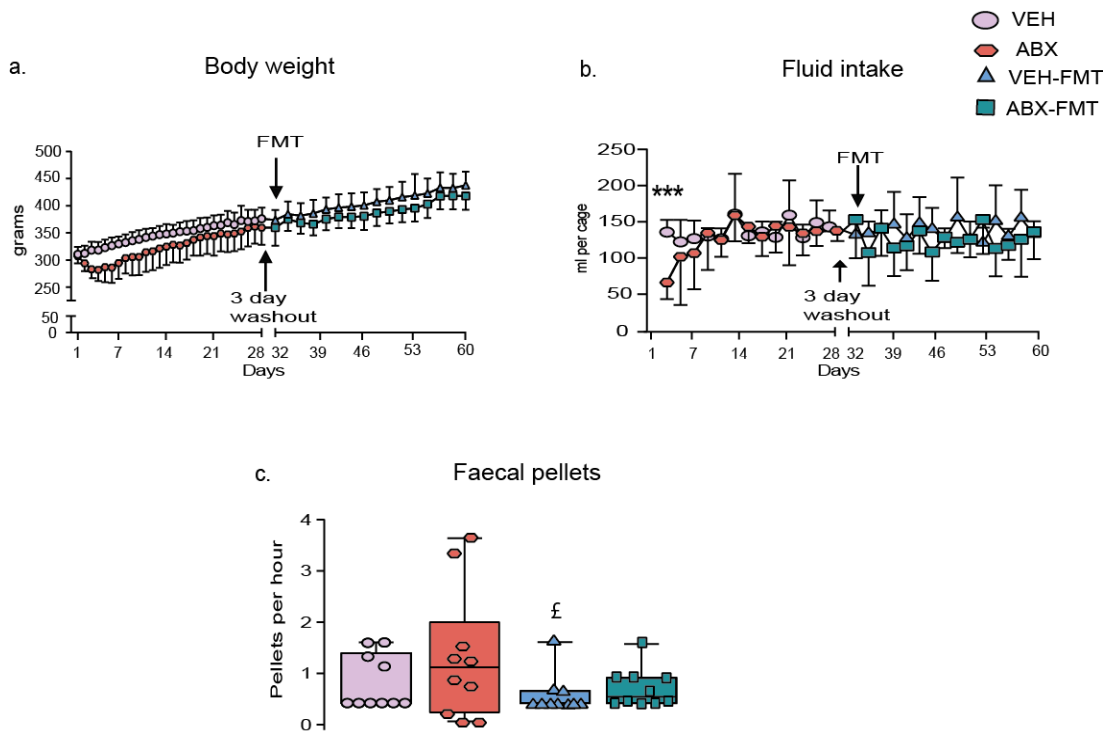 VEH
ABX
VEH-FMT
ABX-FMT
a.
Body weight
FMT
500
450
400
350
300
250
50
0
grams
3 day
washout
1 7 14 21 28 32 39 46 53 60
Days
b.
Fluid intake
FMT
250
200
150
100
50
0
ml per cage
***
3 day
washout
1 7 14 21 28 32 39 46 53 60
Days
c.
Faecal pellets
4
3
2
1
0
Pellets per hour
£